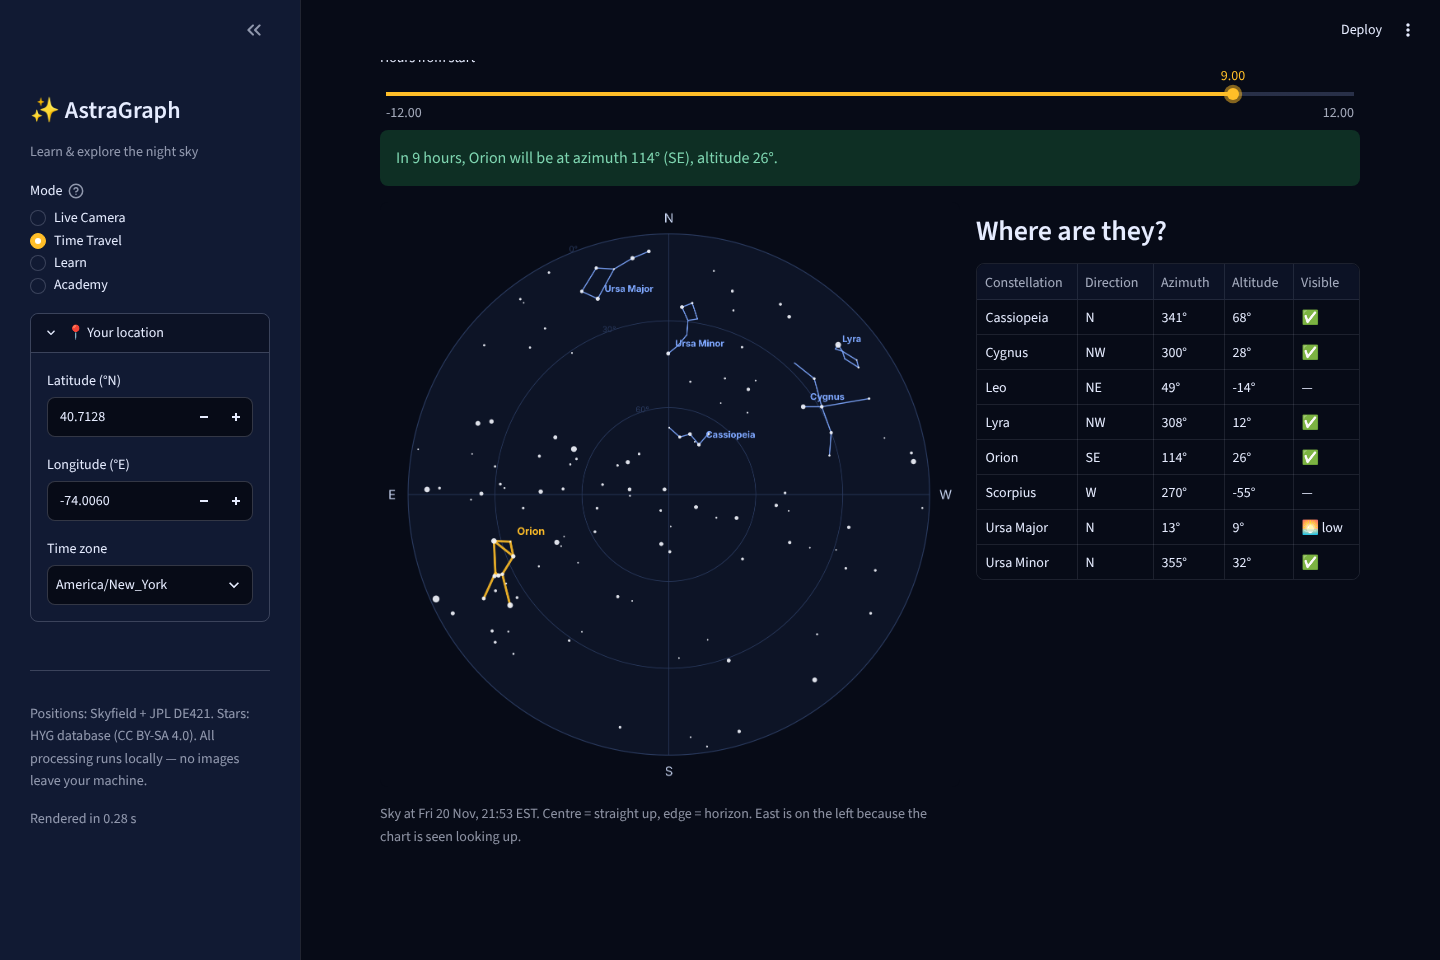 Deploy
✨ AstraGraph
Learn & explore the night sky
Mode
Live Camera
Time Travel
Learn
Academy
📍 Your location
Latitude (°N)
40.7128
Longitude (°E)
-74.0060
Time zone
America/New_York
Positions: Skyfield + JPL DE421. Stars:
HYG database (CC BY-SA 4.0). All
processing runs locally — no images
leave your machine.
Rendered in 0.28 s
Hours from start
9.00
-12.00 12.00
In 9 hours, Orion will be at azimuth 114° (SE), altitude 26°.
N
0°
Ursa Major
30°
Ursa Minor
Lyra
Cygnus
60°
Cassiopeia
E W
Orion
S
Sky at Fri 20 Nov, 21:53 EST. Centre = straight up, edge = horizon. East is on the left because the
chart is seen looking up.
Where are they?
Constellation Direction Azimuth Altitude Visible
Cassiopeia N 341° 68° ✅
Cygnus NW 300° 28° ✅
Leo NE 49° -14° —
Lyra NW 308° 12° ✅
Orion SE 114° 26° ✅
Scorpius W 270° -55° —
Ursa Major N 13° 9° 🌅 low
Ursa Minor N 355° 32° ✅